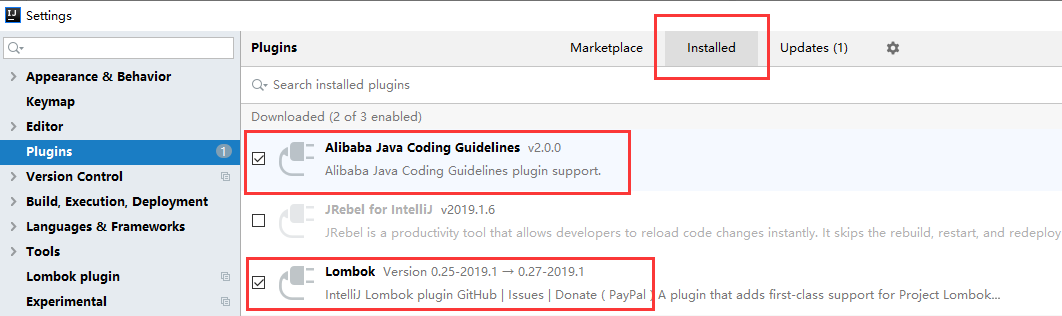 Settings
Appearance & Behavior
Keymap
Editor
Plugins 1
Version Control
Build, Execution, Deployment
Languages & Frameworks
Tools
Lombok plugin
Experimental
Plugins Marketplace Installed Updates (1)
Search installed plugins
Downloaded (2 of 3 enabled)
Alibaba Java Coding Guidelines v2.0.0
Alibaba Java Coding Guidelines plugin support.
JRebel for IntelliJ v2019.1.6
JRebel is a productivity tool that allows developers to reload code changes instantly. It skips the rebuild, restart, and redeploy
Lombok Version 0.25-2019.1 → 0.27-2019.1
IntelliJ Lombok plugin GitHub | Issues | Donate ( PayPal ) A plugin that adds first-class support for Project Lombok...